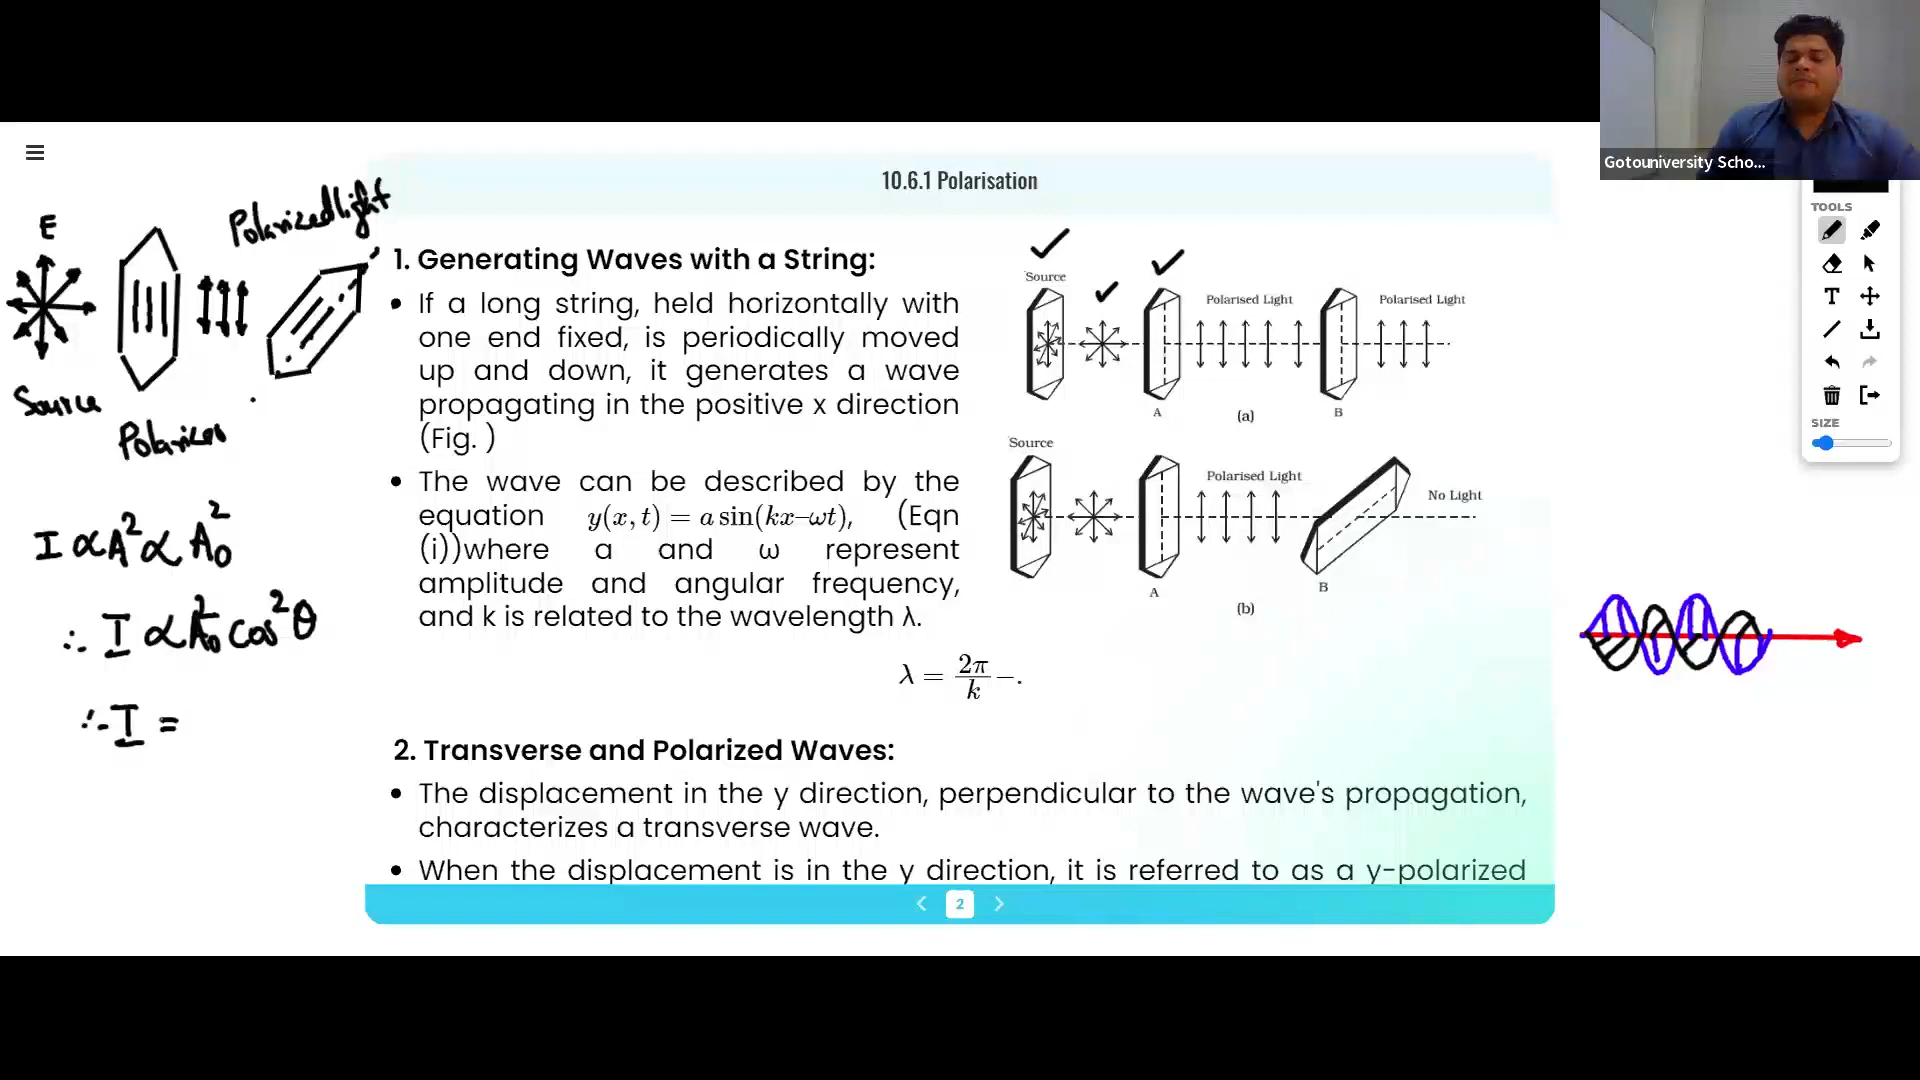 Gotouniversity Scho...
10.6.1 Polarisation
TOOLS
SIZE
E
Polarized light
Source
Polarizer
I ∝ A² ∝ A₀²
∴ I ∝ A₀² cos² θ
∴ I =
1. Generating Waves with a String:
• If a long string, held horizontally with
one end fixed, is periodically moved
up and down, it generates a wave
propagating in the positive x direction
(Fig. )
• The wave can be described by the
equation y(x, t) = a sin(kx–ωt), (Eqn
(i))where a and ω represent
amplitude and angular frequency,
and k is related to the wavelength λ.
λ = 2π/k –.
Source
Polarised Light
Polarised Light
A
(a)
B
Source
Polarised Light
No Light
A
B
(b)
2. Transverse and Polarized Waves:
• The displacement in the y direction, perpendicular to the wave's propagation,
characterizes a transverse wave.
• When the displacement is in the y direction, it is referred to as a y-polarized
2